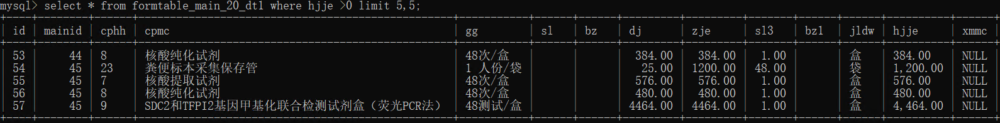 mysql> select * from formtable_main_20_dt1 where hjje >0 limit 5,5;
+----+--------+------+------------------------------------------------+-------------+------+------+---------+---------+-------+------+------+----------+------+
| id | mainid | cphh | cpmc | gg | sl | bz | dj | zje | sl3 | bz1 | jldw | hjje | xmmc |
+----+--------+------+------------------------------------------------+-------------+------+------+---------+---------+-------+------+------+----------+------+
| 53 | 44 | 8 | 核酸纯化试剂 | 48次/盒 | | | 384.00 | 384.00 | 1.00 | | 盒 | 384.00 | NULL |
| 54 | 45 | 23 | 粪便标本采集保存管 | 1 人份/袋 | | | 25.00 | 1200.00 | 48.00 | | 袋 | 1,200.00 | NULL |
| 55 | 45 | 7 | 核酸提取试剂 | 48次/盒 | | | 576.00 | 576.00 | 1.00 | | 盒 | 576.00 | NULL |
| 56 | 45 | 8 | 核酸纯化试剂 | 48次/盒 | | | 480.00 | 480.00 | 1.00 | | 盒 | 480.00 | NULL |
| 57 | 45 | 9 | SDC2和TFPI2基因甲基化联合检测试剂盒（荧光PCR法） | 48测试/盒 | | | 4464.00 | 4464.00 | 1.00 | | 盒 | 4,464.00 | NULL |
+----+--------+------+------------------------------------------------+-------------+------+------+---------+---------+-------+------+------+----------+------+